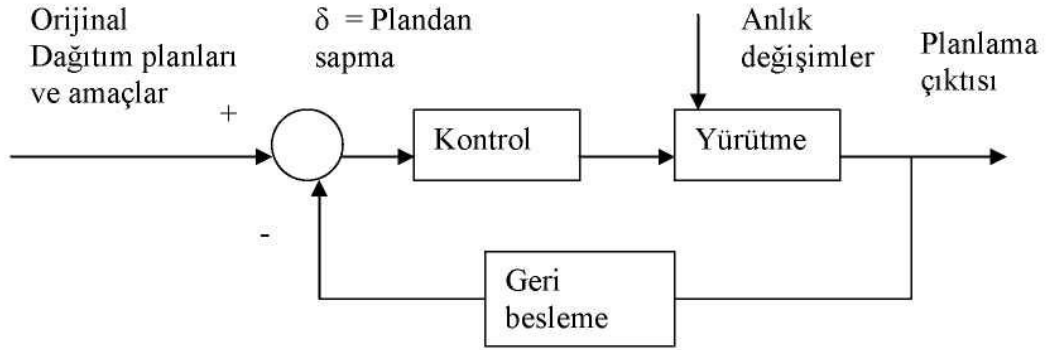 Orijinal
Dağıtım planları
ve amaçlar
δ = Plandan
sapma
Anlık
değişimler
Planlama
çıktısı
+
Kontrol
Yürütme
-
Geri
besleme